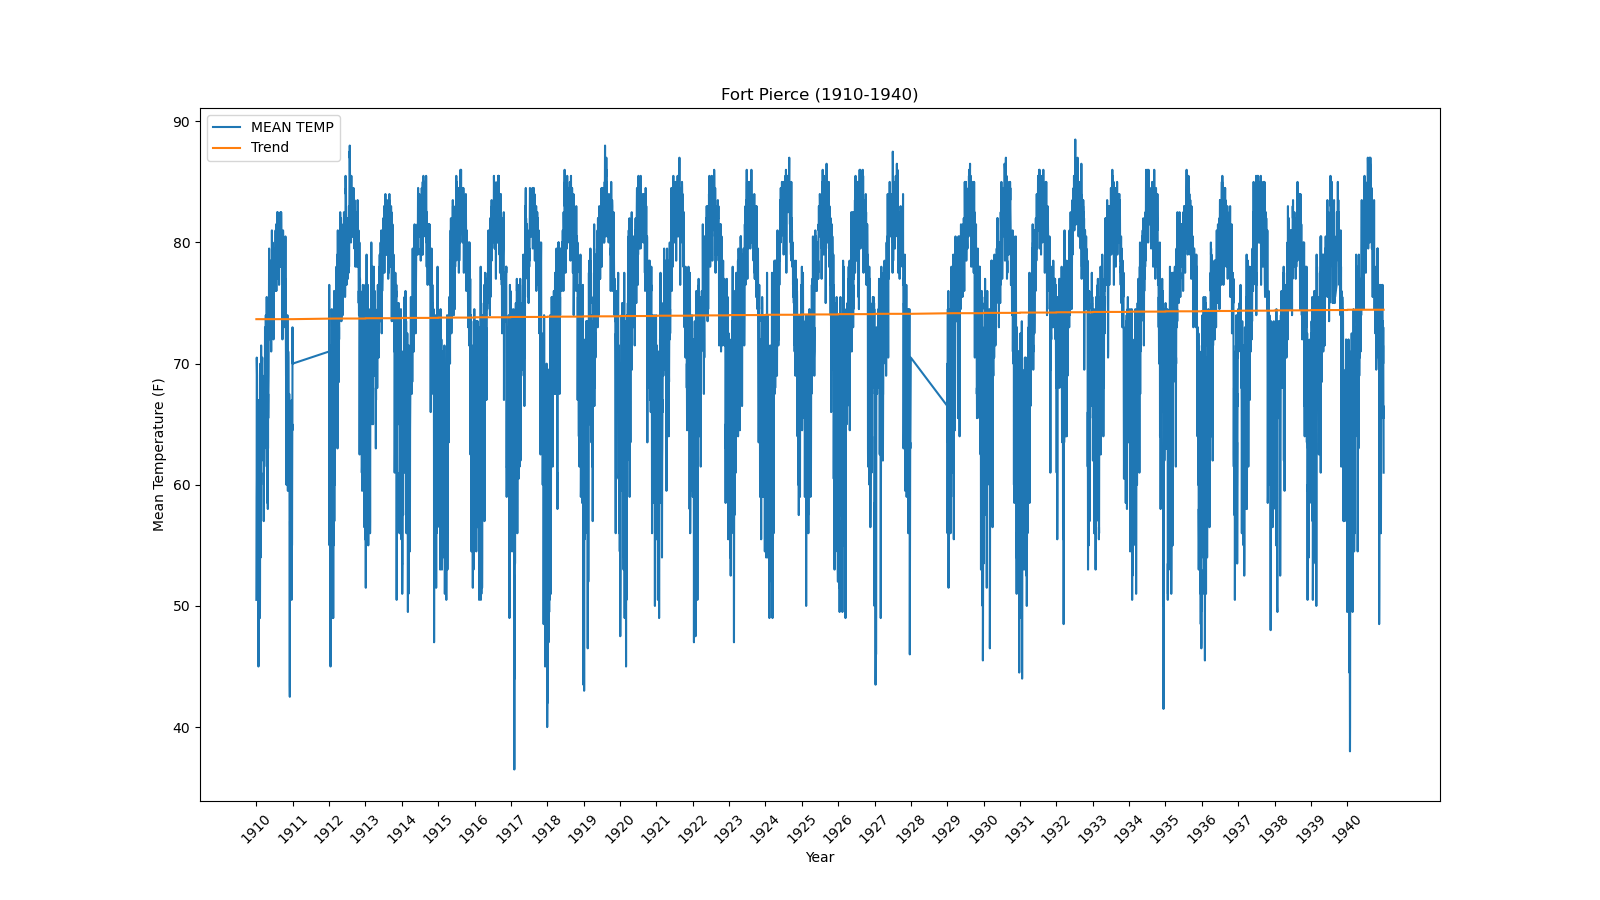 Fort Pierce (1910-1940)
MEAN TEMP
Trend
90
80
70
60
50
40
Mean Temperature (F)
1910 1911 1912 1913 1914 1915 1916 1917 1918 1919 1920 1921 1922 1923 1924 1925 1926 1927 1928 1929 1930 1931 1932 1933 1934 1935 1936 1937 1938 1939 1940
Year